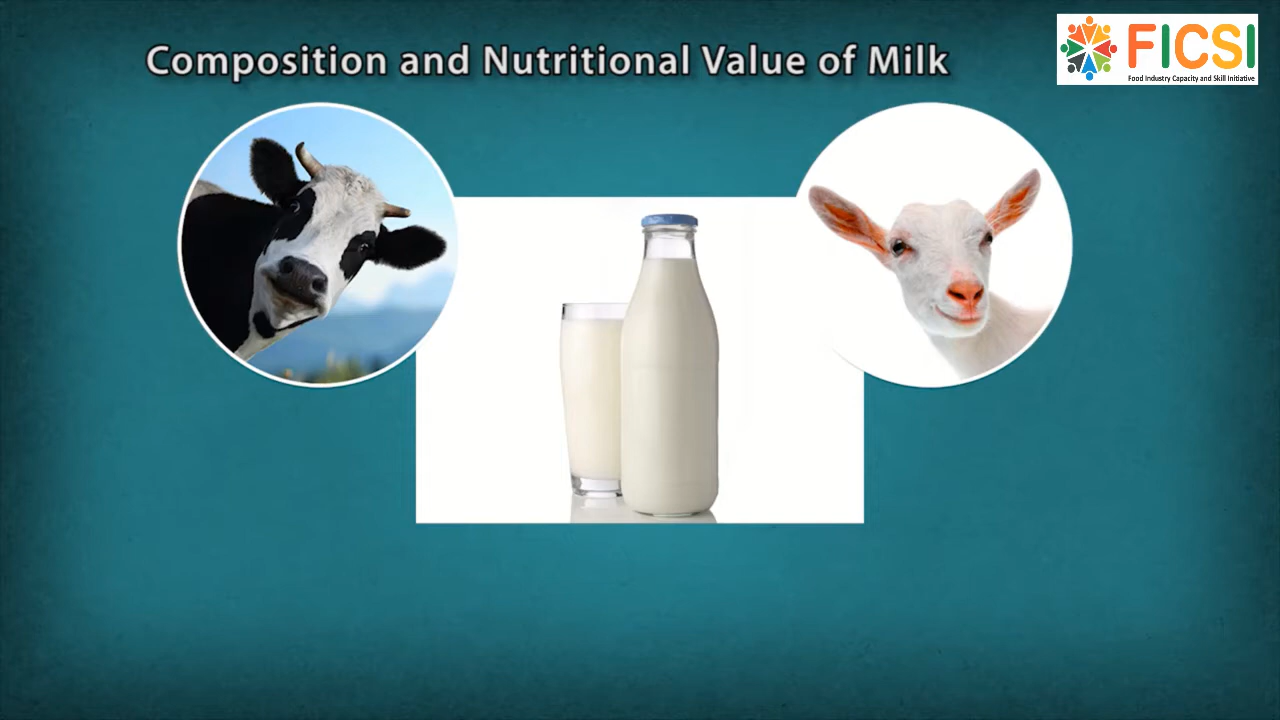 Composition and Nutritional Value of Milk
FICSI
Food Industry Capacity and Skill Initiative